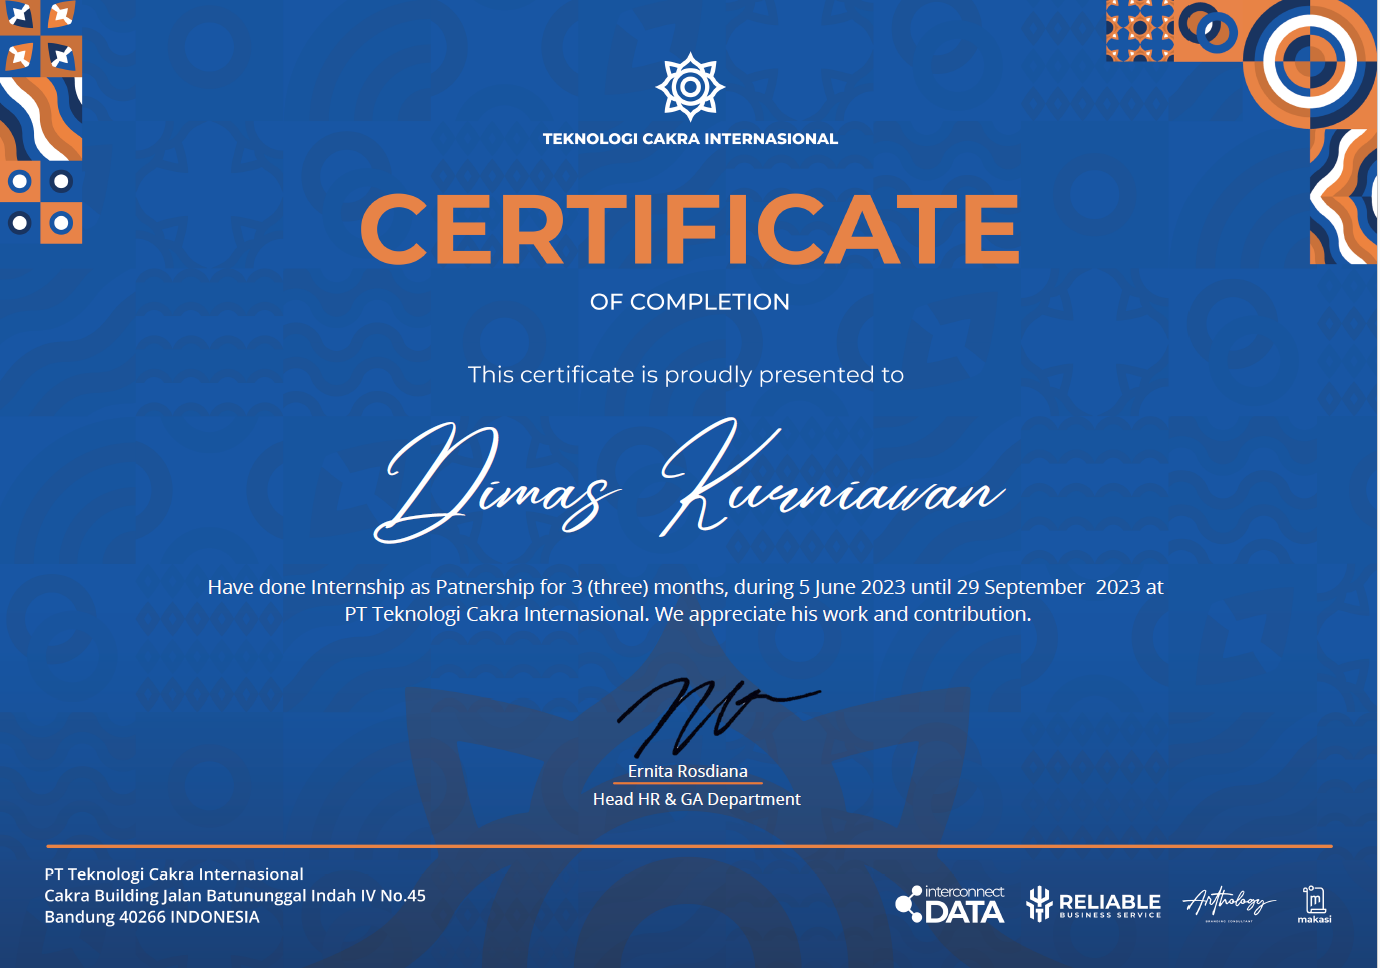 TEKNOLOGI CAKRA INTERNASIONAL
CERTIFICATE
OF COMPLETION
This certificate is proudly presented to
Dimas Kurniawan
Have done Internship as Patnership for 3 (three) months, during 5 June 2023 until 29 September 2023 at
PT Teknologi Cakra Internasional. We appreciate his work and contribution.
Ernita Rosdiana
Head HR & GA Department
PT Teknologi Cakra Internasional
Cakra Building Jalan Batununggal Indah IV No.45
Bandung 40266 INDONESIA
interconnect
DATA
RELIABLE
BUSINESS SERVICE
Arthology
BRANDING CONSULTANT
m
makasi